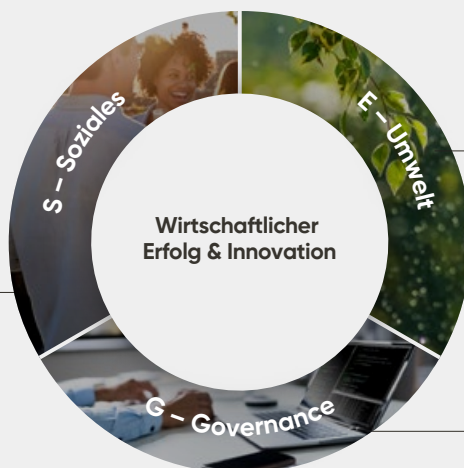 S – Soziales
E – Umwelt
Wirtschaftlicher
Erfolg & Innovation
G – Governance